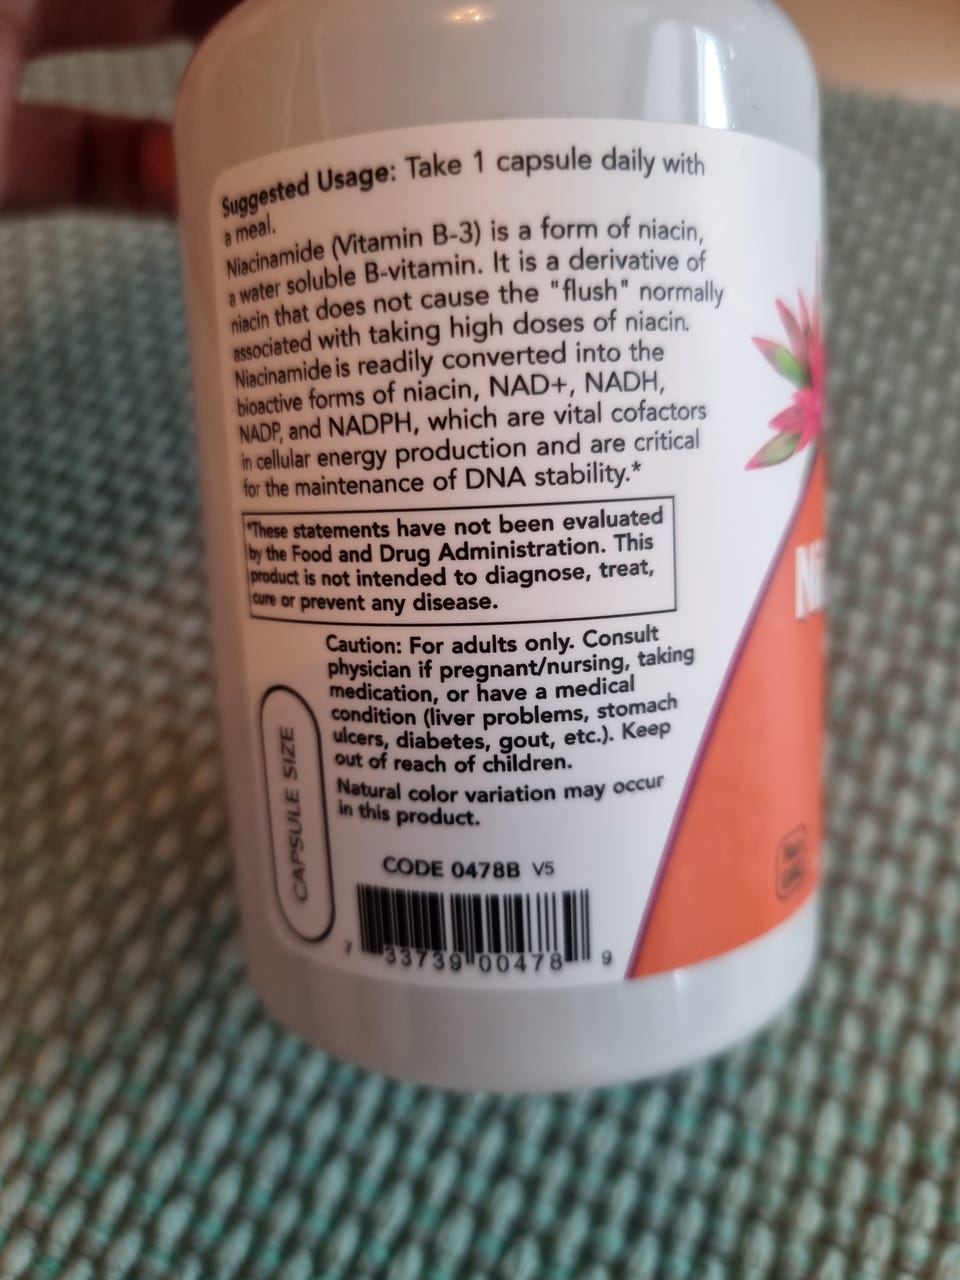 Suggested Usage: Take 1 capsule daily with
a meal.
Niacinamide (Vitamin B-3) is a form of niacin,
a water soluble B-vitamin. It is a derivative of
niacin that does not cause the "flush" normally
associated with taking high doses of niacin.
Niacinamide is readily converted into the
bioactive forms of niacin, NAD+, NADH,
NADP, and NADPH, which are vital cofactors
in cellular energy production and are critical
for the maintenance of DNA stability.*
*These statements have not been evaluated
by the Food and Drug Administration. This
product is not intended to diagnose, treat,
cure or prevent any disease.
Caution: For adults only. Consult
physician if pregnant/nursing, taking
medication, or have a medical
condition (liver problems, stomach
ulcers, diabetes, gout, etc.). Keep
out of reach of children.
Natural color variation may occur
in this product.
CAPSULE SIZE
CODE 0478B V5
7 33739 00478 9